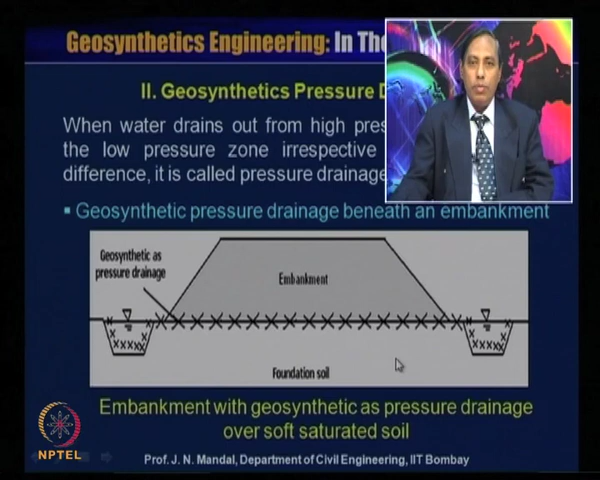 Geosynthetics Engineering: In The
II. Geosynthetics Pressure D
When water drains out from high pres
the low pressure zone irrespective
difference, it is called pressure drainage
▪ Geosynthetic pressure drainage beneath an embankment
Geosynthetic as
pressure drainage
Embankment
Foundation soil
Embankment with geosynthetic as pressure drainage
over soft saturated soil
NPTEL
Prof. J. N. Mandal, Department of Civil Engineering, IIT Bombay